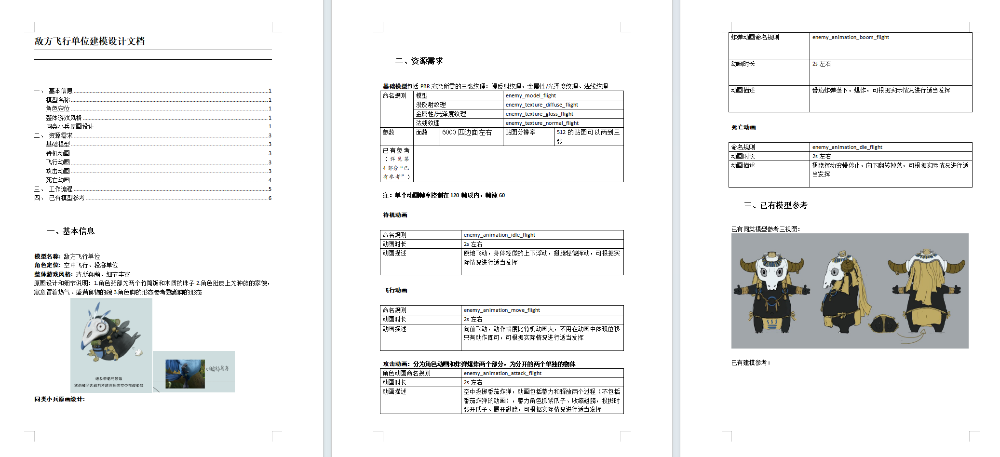 敌方飞行单位建模设计文档
一、 基本信息 1
模型名称 1
角色定位 1
整体游戏风格 1
同类小兵原画设计 1
二、 资源需求 3
基础模型 3
待机动画 3
飞行动画 3
攻击动画 3
死亡动画 4
三、 工作流程 5
四、 已有模型参考 6
一、基本信息
模型名称：敌方飞行单位
角色定位：空中飞行、投掷单位
整体游戏风格：清新蠢萌、细节丰富
原画设计和细节说明：1.角色颈部为两个竹筒饭和木质的珠子 2.角色肚皮上为种族的家徽，
寓意冒着热气、盛满食物的碗 3.角色脚的形态参考鹦鹉脚的形态
随身带着竹筒饭
然而脖子太粗并不能吃到的空中作战单位
←腿部参考
同类小兵原画设计：
二、资源需求
基础模型包括 PBR 渲染所需的三张纹理：漫反射纹理，金属性/光泽度纹理、法线纹理
命名规则 模型 enemy_model_flight
漫反射纹理 enemy_texture_diffuse_flight
金属性/光泽度纹理 enemy_texture_gloss_flight
法线纹理 enemy_texture_normal_flight
参数 面数 6000 四边面左右 贴图分辨率 512 的贴图可以两到三
张
已有参考
（详见第
4 部分“已
有参考”）
注：单个动画帧率控制在 120 帧以内，帧速 60
待机动画
命名规则 enemy_animation_idle_flight
动画时长 2s 左右
动画描述 原地飞动，身体轻微的上下浮动，翅膀轻微挥动，可根据实
际情况进行适当发挥
飞行动画
命名规则 enemy_animation_move_flight
动画时长 2s 左右
动画描述 向前飞动，动作幅度比待机动画大，不用在动画中体现位移
只有动作即可，可根据实际情况进行适当发挥
攻击动画：分为角色动画和炸弹爆炸两个部分，为分开的两个单独的物体
角色动画命名规则 enemy_animation_attack_flight
动画时长 2s 左右
动画描述 空中投掷番茄炸弹，动画包括蓄力和释放两个过程（不包括
番茄炸弹的动画），蓄力角色抓紧爪子、收缩翅膀，投掷时
张开爪子、展开翅膀，可根据实际情况进行适当发挥
炸弹动画命名规则 enemy_animation_boom_flight
动画时长 2s 左右
动画描述 番茄炸弹落下，爆炸，可根据实际情况进行适当发挥
死亡动画
命名规则 enemy_animation_die_flight
动画时长 2s 左右
动画描述 翅膀挥动变慢停止，向下翻转掉落，可根据实际情况进行适
当发挥
三、已有模型参考
已有同类模型参考三视图：
已有建模参考：